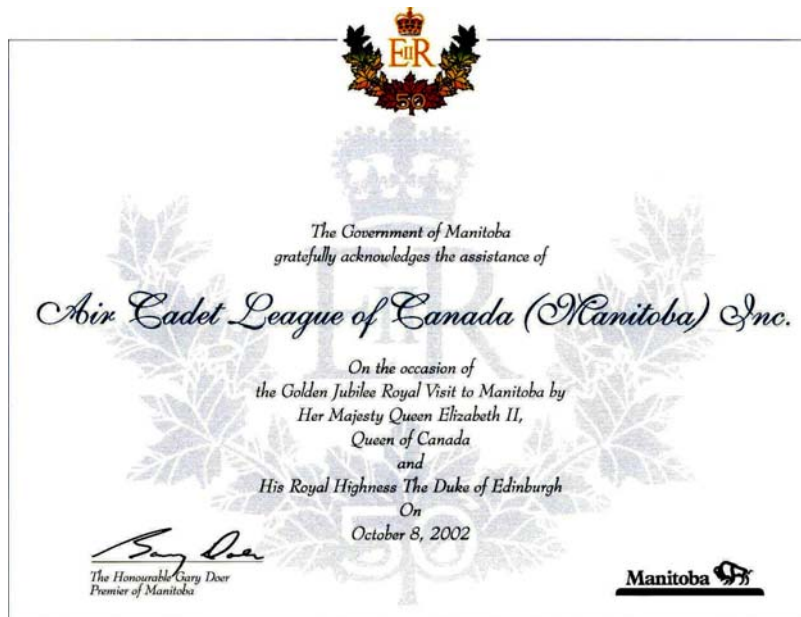 EIIR
50
The Government of Manitoba
gratefully acknowledges the assistance of
Air Cadet League of Canada (Manitoba) Inc.
On the occasion of
the Golden Jubilee Royal Visit to Manitoba by
Her Majesty Queen Elizabeth II,
Queen of Canada
and
His Royal Highness The Duke of Edinburgh
On
October 8, 2002
Gary Doer
The Honourable Gary Doer
Premier of Manitoba
Manitoba